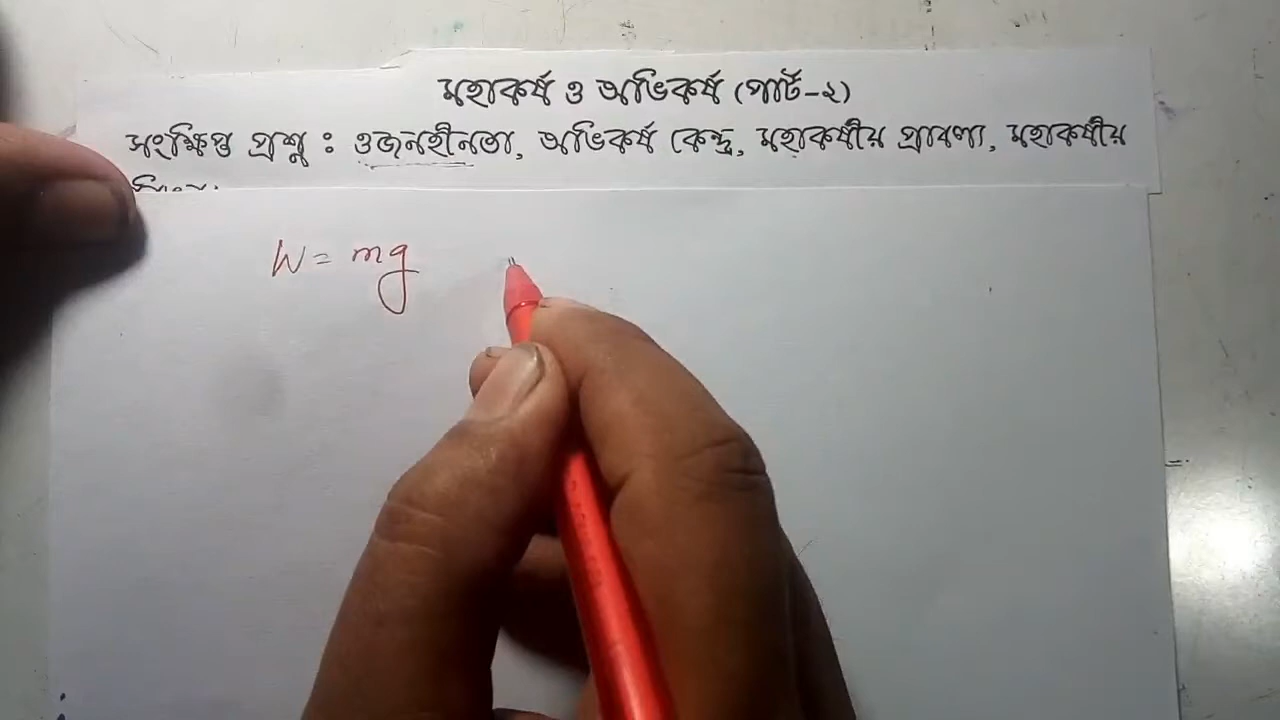 মহাকর্ষ ও অভিকর্ষ (পার্ট-২)
সংক্ষিপ্ত প্রশ্ন : ওজনহীনতা, অভিকর্ষ কেন্দ্র, মহাকর্ষীয় প্রাবল্য, মহাকর্ষীয়
W = mg